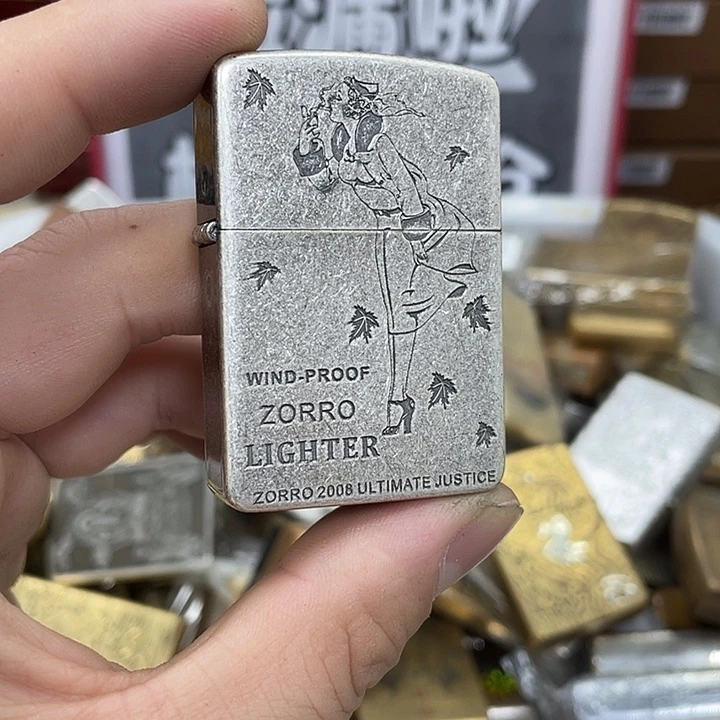 WIND-PROOF
ZORRO
LIGHTER
ZORRO 2008 ULTIMATE JUSTICE